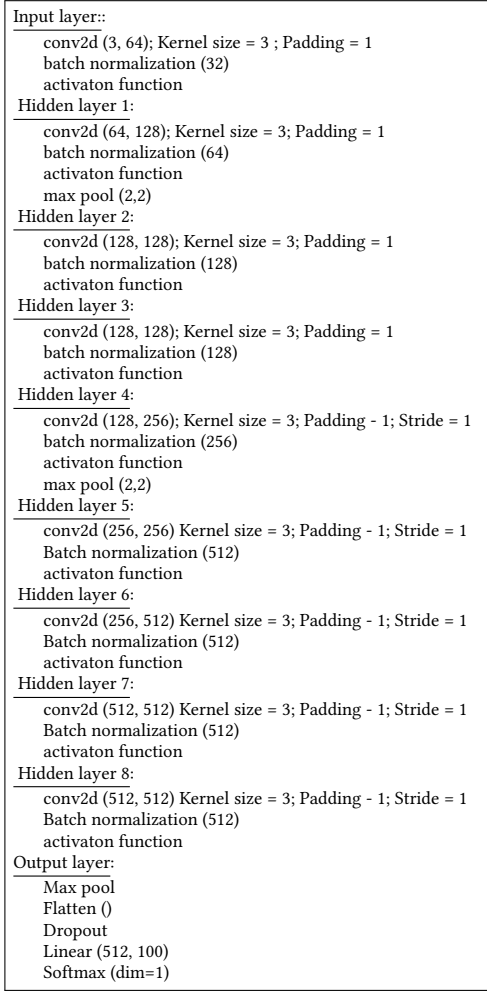 Input layer::
conv2d (3, 64); Kernel size = 3 ; Padding = 1
batch normalization (32)
activaton function
Hidden layer 1:
conv2d (64, 128); Kernel size = 3; Padding = 1
batch normalization (64)
activaton function
max pool (2,2)
Hidden layer 2:
conv2d (128, 128); Kernel size = 3; Padding = 1
batch normalization (128)
activaton function
Hidden layer 3:
conv2d (128, 128); Kernel size = 3; Padding = 1
batch normalization (128)
activaton function
Hidden layer 4:
conv2d (128, 256); Kernel size = 3; Padding - 1; Stride = 1
batch normalization (256)
activaton function
max pool (2,2)
Hidden layer 5:
conv2d (256, 256) Kernel size = 3; Padding - 1; Stride = 1
Batch normalization (512)
activaton function
Hidden layer 6:
conv2d (256, 512) Kernel size = 3; Padding - 1; Stride = 1
Batch normalization (512)
activaton function
Hidden layer 7:
conv2d (512, 512) Kernel size = 3; Padding - 1; Stride = 1
Batch normalization (512)
activaton function
Hidden layer 8:
conv2d (512, 512) Kernel size = 3; Padding - 1; Stride = 1
Batch normalization (512)
activaton function
Output layer:
Max pool
Flatten ()
Dropout
Linear (512, 100)
Softmax (dim=1)